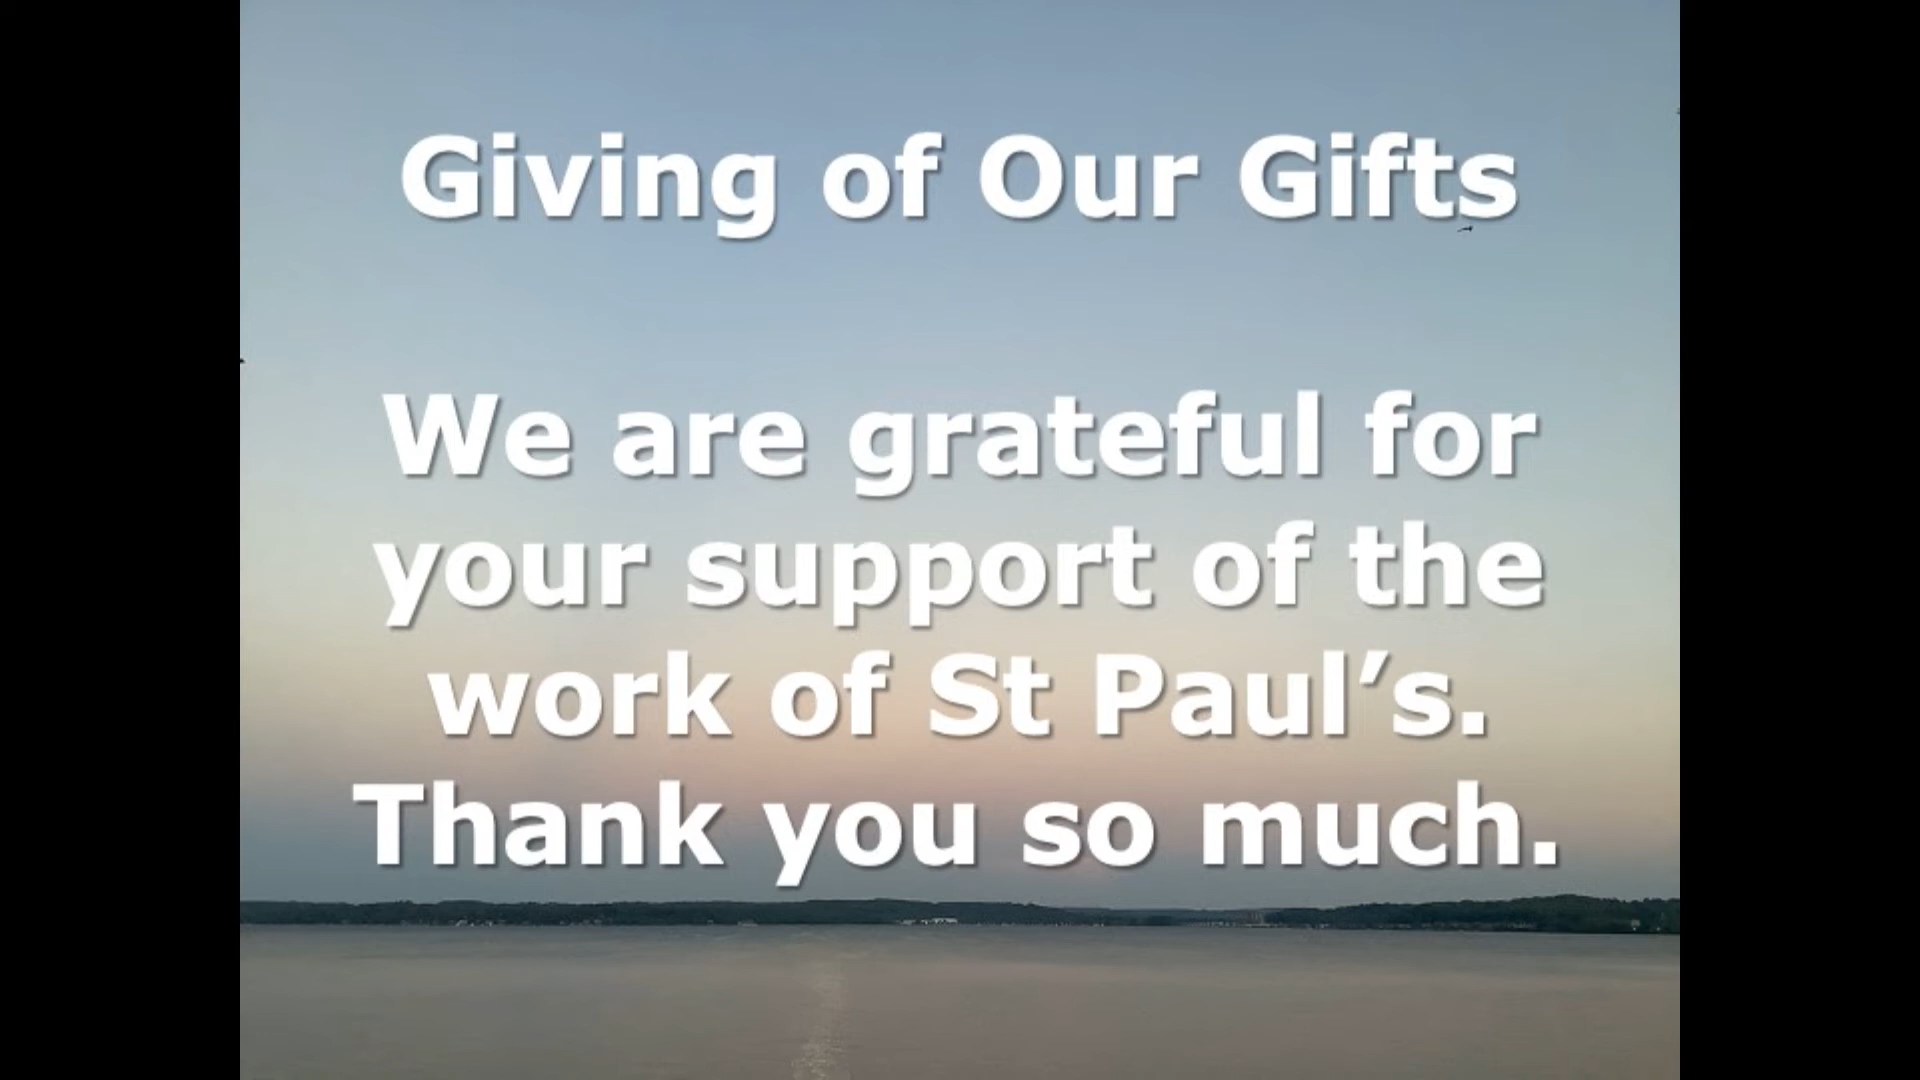 Giving of Our Gifts
We are grateful for
your support of the
work of St Paul’s.
Thank you so much.